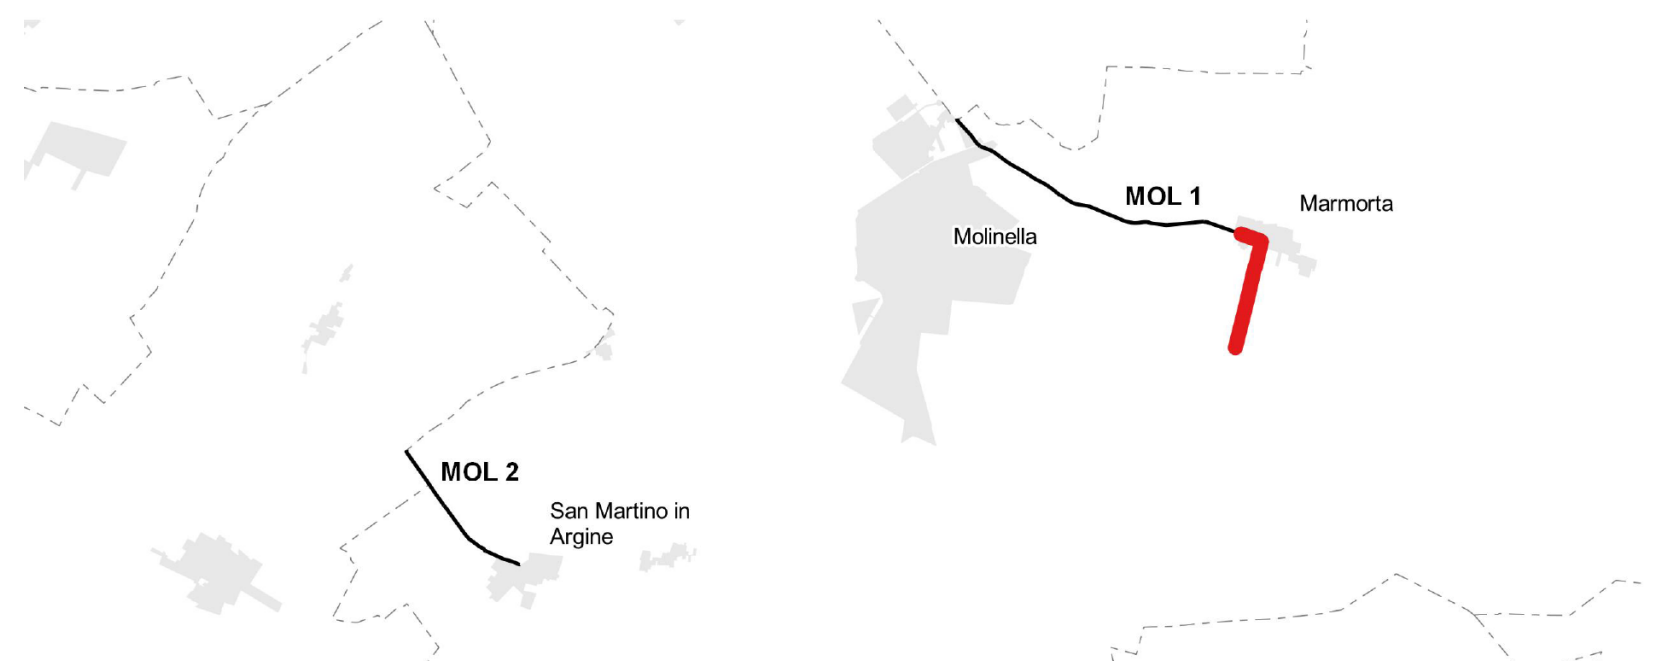 MOL 1
Marmorta
Molinella
MOL 2
San Martino in
Argine